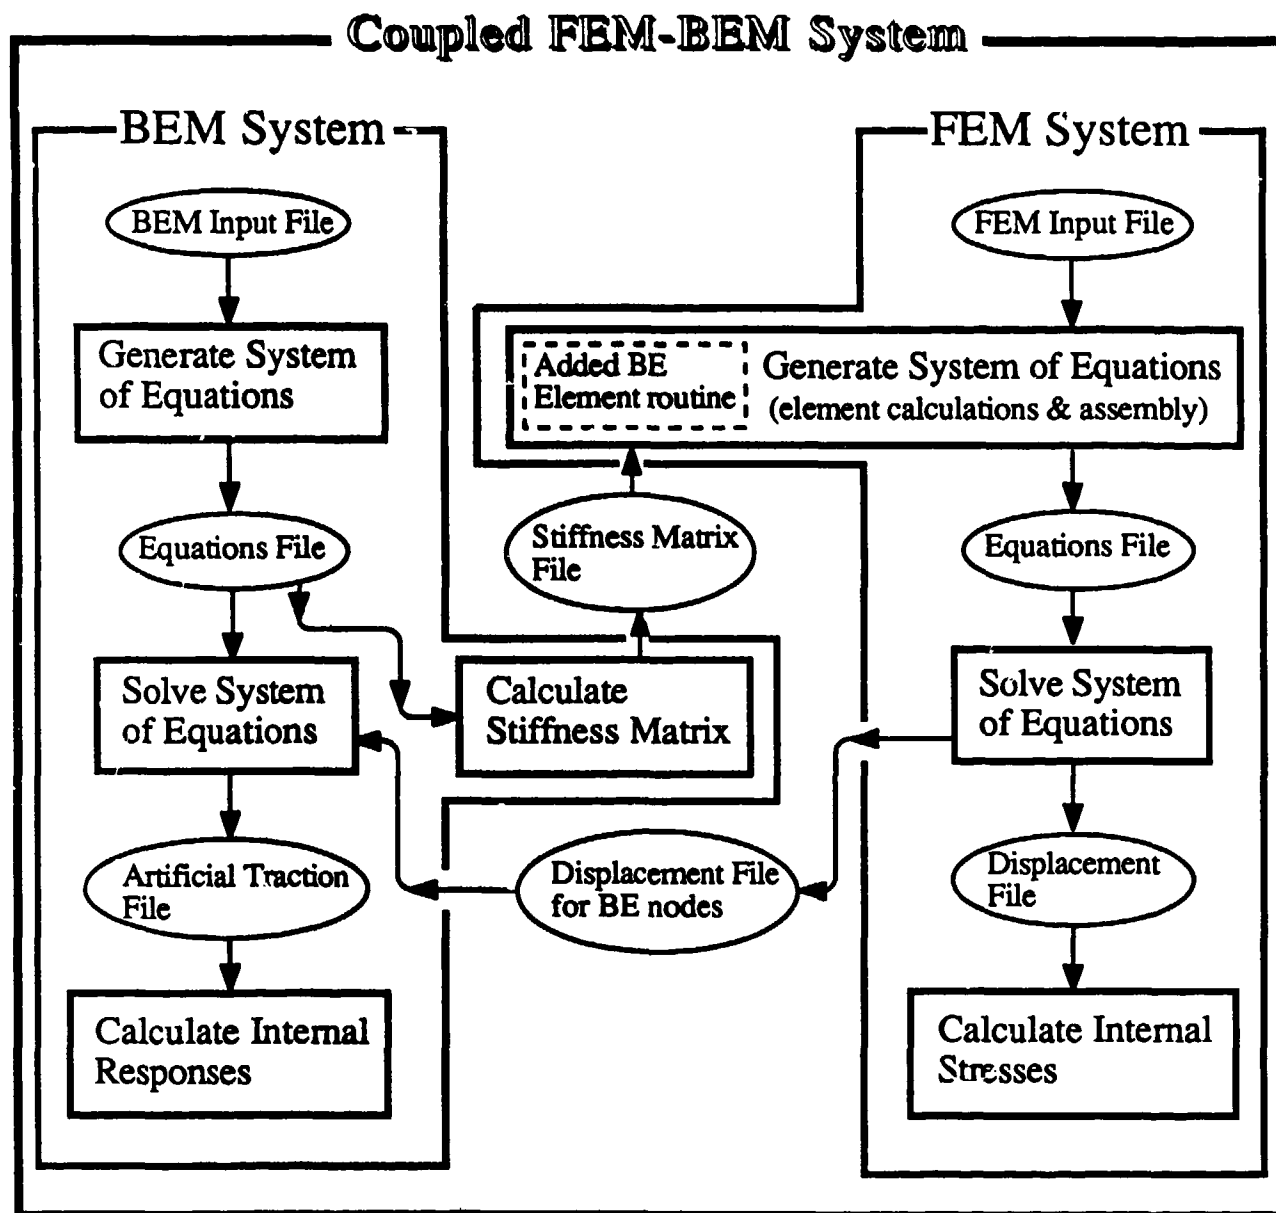 Coupled FEM-BEM System
BEM System
BEM Input File
Generate System
of Equations
Equations File
Solve System
of Equations
Artificial Traction
File
Calculate Internal
Responses
Stiffness Matrix
File
Calculate
Stiffness Matrix
Displacement File
for BE nodes
FEM System
FEM Input File
Added BE
Element routine
Generate System of Equations
(element calculations & assembly)
Equations File
Solve System
of Equations
Displacement
File
Calculate Internal
Stresses